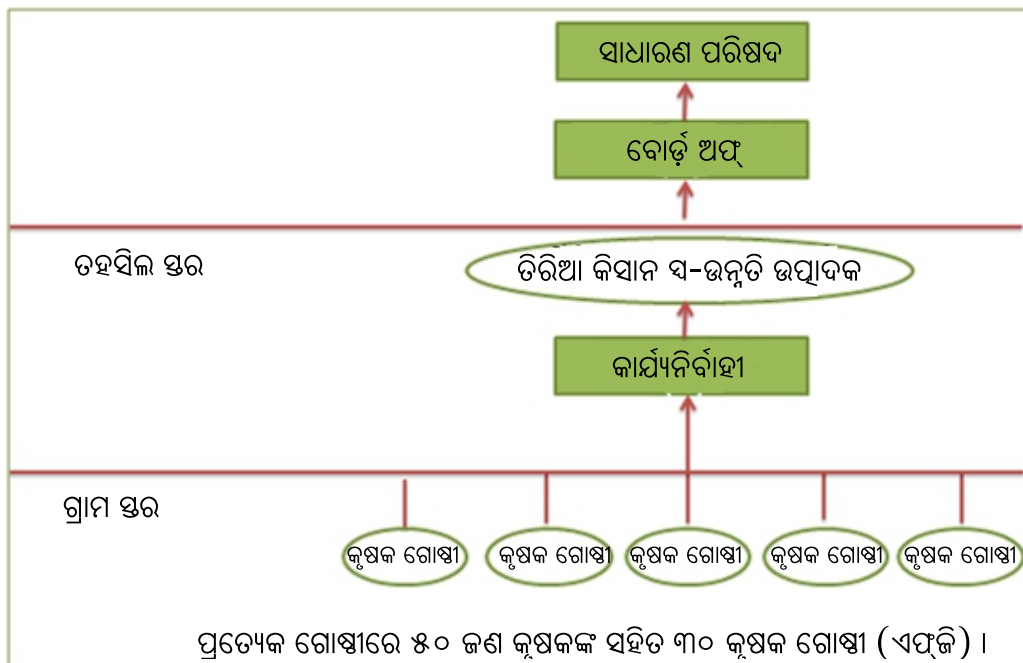 ସାଧାରଣ ପରିଷଦ
ବୋର୍ଡ଼ ଅଫ୍
ତହସିଲ ସ୍ତର
ତିରିଆ କିସାନ ସ୍ୱ-ଉନ୍ନତି ଉତ୍ପାଦକ
କାର୍ଯ୍ୟନିର୍ବାହୀ
ଗ୍ରାମ ସ୍ତର
କୃଷକ ଗୋଷ୍ଠୀ କୃଷକ ଗୋଷ୍ଠୀ କୃଷକ ଗୋଷ୍ଠୀ କୃଷକ ଗୋଷ୍ଠୀ କୃଷକ ଗୋଷ୍ଠୀ
ପ୍ରତ୍ୟେକ ଗୋଷ୍ଠୀରେ ୫୦ ଜଣ କୃଷକଙ୍କ ସହିତ ୩୦ କୃଷକ ଗୋଷ୍ଠୀ (ଏଫ୍‌ଜି) ।